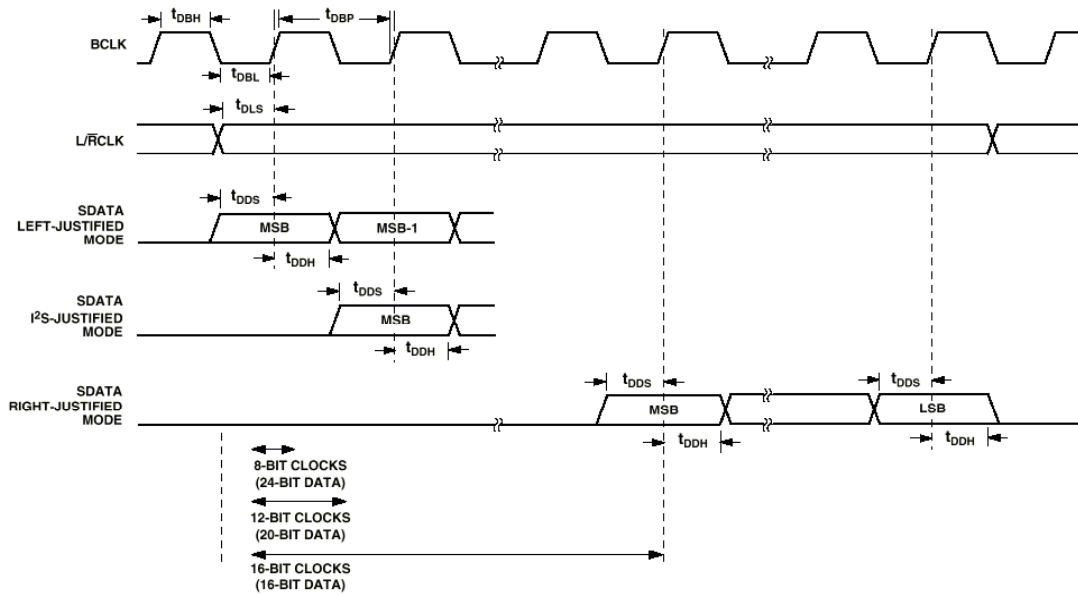 tDBH
tDBP
BCLK
tDBL
tDLS
L/R̅CLK
tDDS
SDATA
LEFT-JUSTIFIED
MODE
MSB
MSB-1
tDDH
tDDS
SDATA
I²S-JUSTIFIED
MODE
MSB
tDDH
SDATA
RIGHT-JUSTIFIED
MODE
tDDS
tDDS
MSB
LSB
tDDH
tDDH
8-BIT CLOCKS
(24-BIT DATA)
12-BIT CLOCKS
(20-BIT DATA)
16-BIT CLOCKS
(16-BIT DATA)